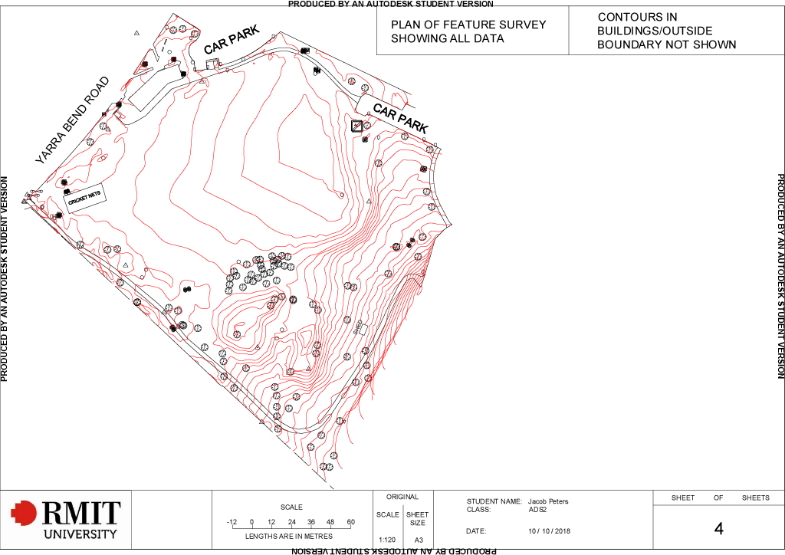 PRODUCED BY AN AUTODESK STUDENT VERSION
PLAN OF FEATURE SURVEY
SHOWING ALL DATA
CONTOURS IN
BUILDINGS/OUTSIDE
BOUNDARY NOT SHOWN
CAR PARK
CAR PARK
YARRA BEND ROAD
CRICKET NETS
PRODUCED BY AN AUTODESK STUDENT VERSION
PRODUCED BY AN AUTODESK STUDENT VERSION
RMIT
UNIVERSITY
SCALE
-12 0 12 24 36 48 60
LENGTHS ARE IN METRES
ORIGINAL
SCALE SHEET SIZE
1:120 A3
STUDENT NAME: Jacob Peters
CLASS: ADS2
DATE: 10 / 10 / 2016
SHEET OF SHEETS
4
PRODUCED BY AN AUTODESK STUDENT VERSION